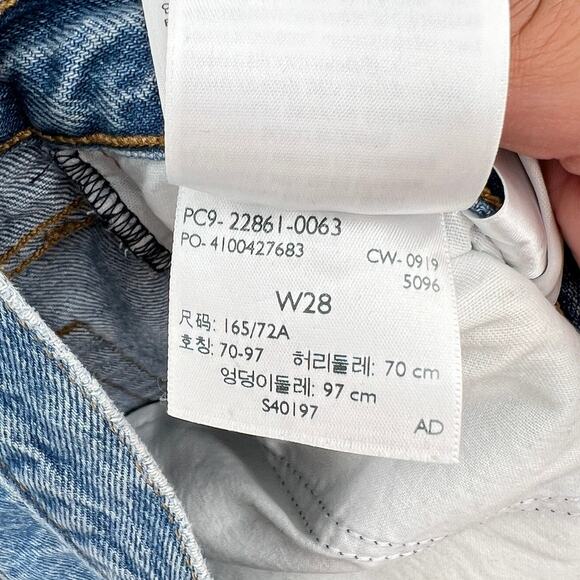 PC9- 22861-0063
PO- 4100427683
CW- 0919
5096
W28
尺码: 165/72A
호칭: 70-97 허리둘레: 70 cm
엉덩이둘레: 97 cm
S40197
AD